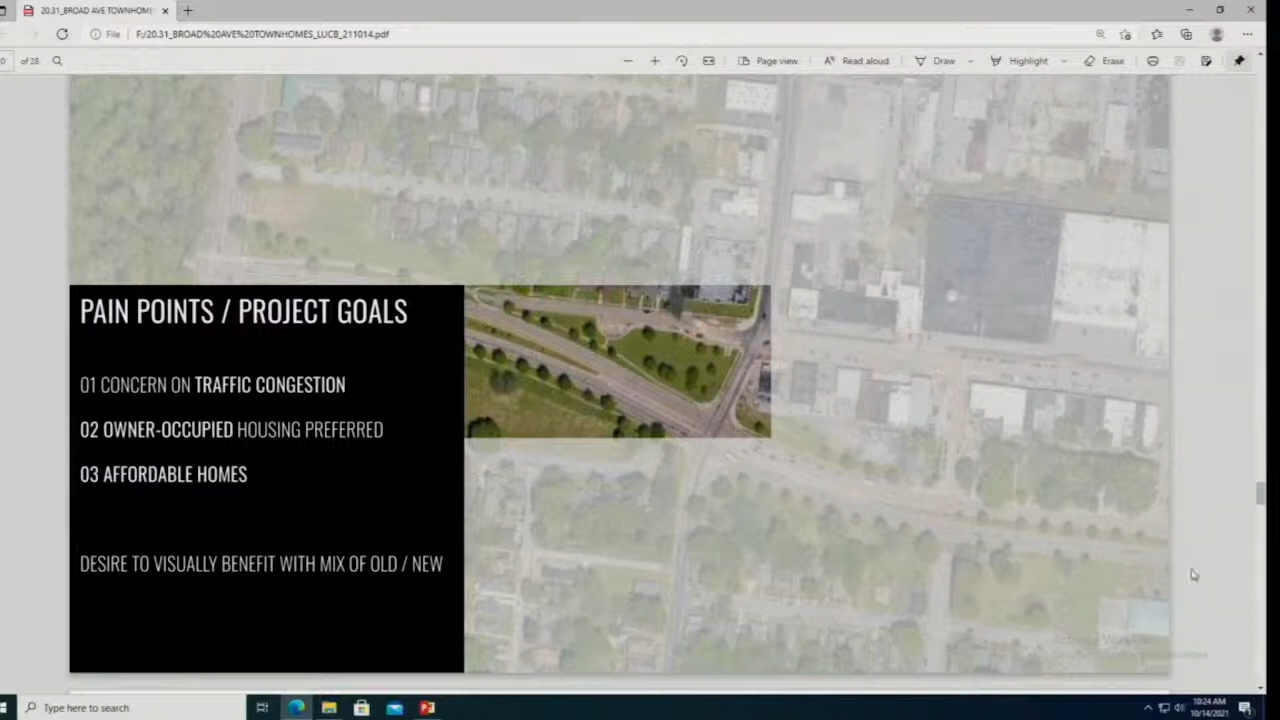 20.31_BROAD AVE TOWNHOMES_
File
F:/20.31_BROAD%20AVE%20TOWNHOMES_LUCB_211014.pdf
of 28
Page view
Read aloud
Draw
Highlight
Erase
PAIN POINTS / PROJECT GOALS
01 CONCERN ON TRAFFIC CONGESTION
02 OWNER-OCCUPIED HOUSING PREFERRED
03 AFFORDABLE HOMES
DESIRE TO VISUALLY BENEFIT WITH MIX OF OLD / NEW
Type here to search
10:24 AM
10/14/2021